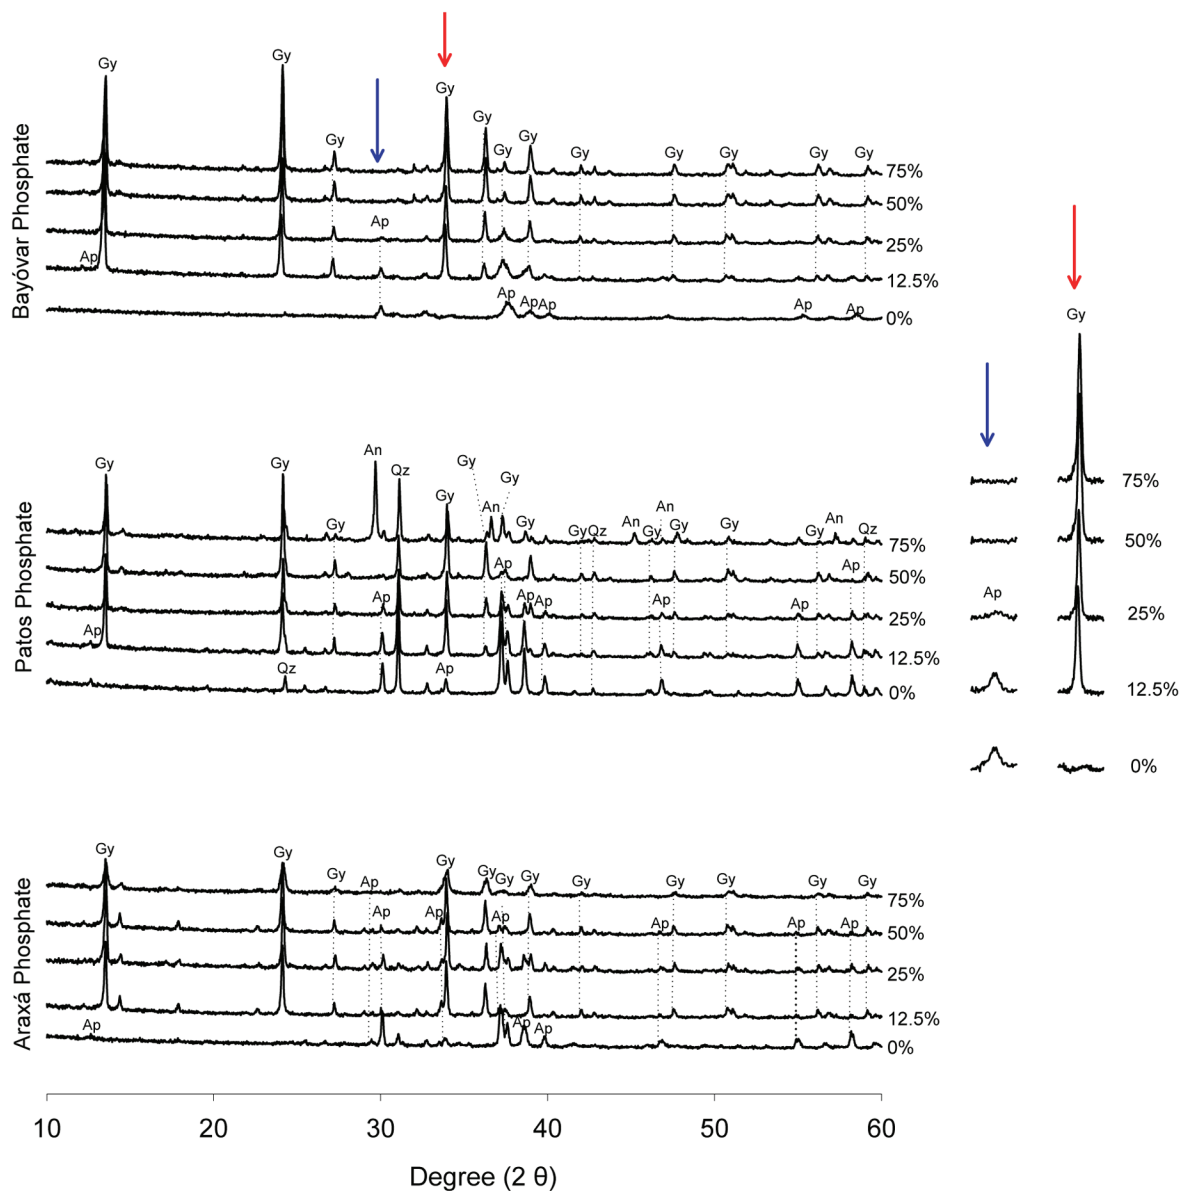 Bayóvar Phosphate
Gy Gy Gy Gy Gy Gy Gy Gy Gy Gy Gy Gy
75%
50%
Ap
25%
Ap
12.5%
Ap Ap Ap Ap Ap
0%
Patos Phosphate
Gy Gy Gy An Qz Gy Gy An Gy Gy Gy Qz An Gy An Gy Gy Gy An Qz
75%
Ap Ap
50%
Ap Ap Ap Ap Ap
25%
Ap
12.5%
Qz Ap
0%
Araxá Phosphate
Gy Gy Gy Ap Gy Gy Gy Gy Gy Gy Gy Gy Gy
75%
Ap Ap Ap Ap Ap Ap
50%
25%
12.5%
Ap Ap Ap
0%
10 20 30 40 50 60
Degree (2 θ)
Gy
75%
50%
Ap
25%
12.5%
0%